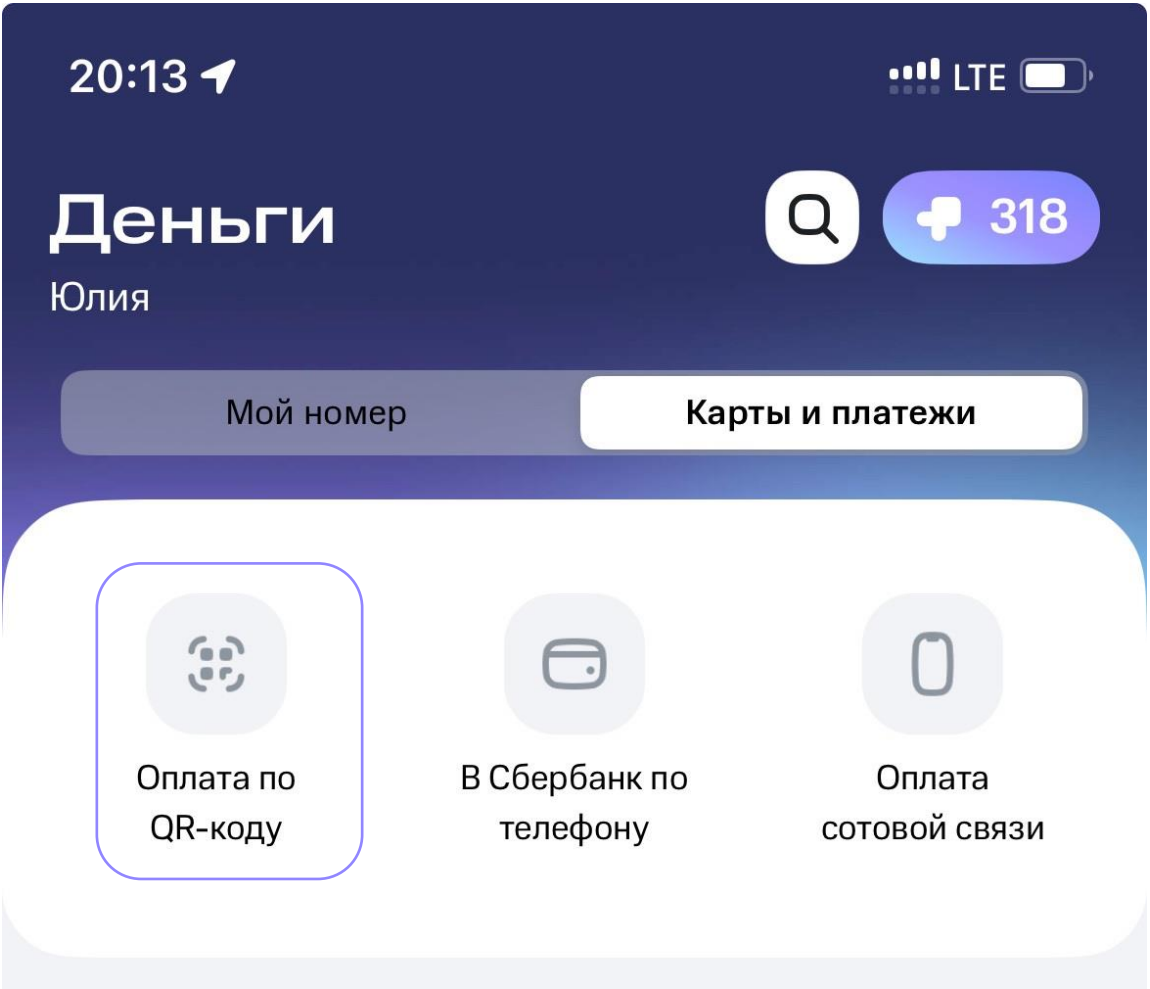 20:13 LTE
Деньги
318
Юлия
Мой номер
Карты и платежи
Оплата по
QR-коду
В Сбербанк по
телефону
Оплата
сотовой связи